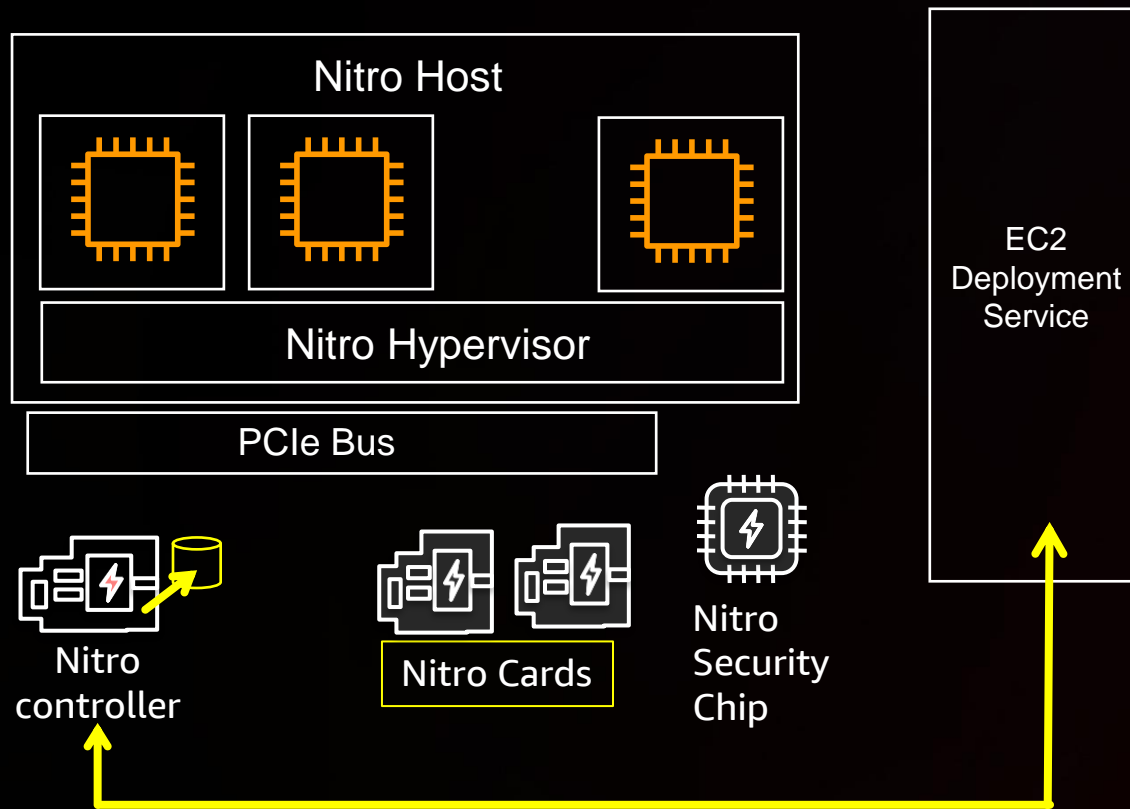 Nitro Host
Nitro Hypervisor
PCIe Bus
Nitro
controller
Nitro Cards
Nitro
Security
Chip
EC2
Deployment
Service